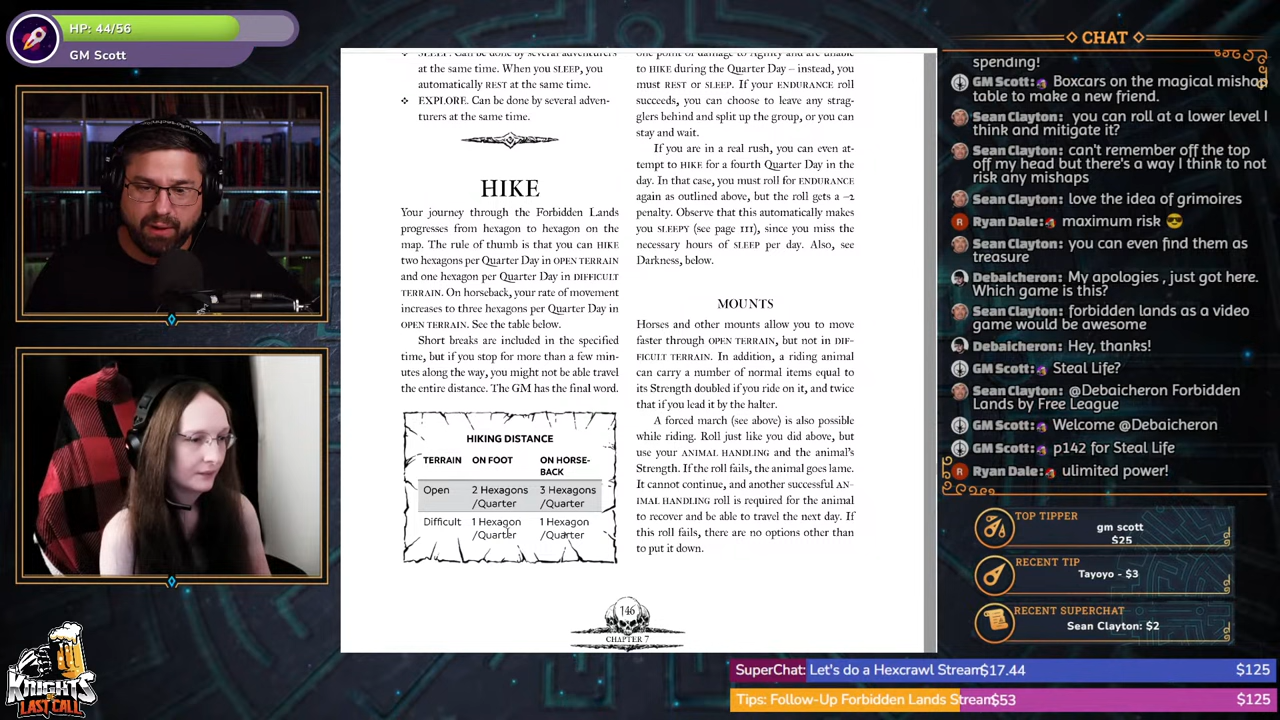 HP: 44/56
GM Scott
at the same time. When you SLEEP, you
automatically REST at the same time.
❖ EXPLORE. Can be done by several adven-
turers at the same time.
HIKE
Your journey through the Forbidden Lands
progresses from hexagon to hexagon on the
map. The rule of thumb is that you can HIKE
two hexagons per Quarter Day in OPEN TERRAIN
and one hexagon per Quarter Day in DIFFICULT
TERRAIN. On horseback, your rate of movement
increases to three hexagons per Quarter Day in
OPEN TERRAIN. See the table below.
Short breaks are included in the specified
time, but if you stop for more than a few min-
utes along the way, you might not be able travel
the entire distance. The GM has the final word.
HIKING DISTANCE
TERRAIN ON FOOT ON HORSE-
BACK
Open 2 Hexagons 3 Hexagons
/Quarter /Quarter
Difficult 1 Hexagon 1 Hexagon
/Quarter /Quarter
one point of damage to Agility and are unable
to HIKE during the Quarter Day – instead, you
must REST or SLEEP. If your ENDURANCE roll
succeeds, you can choose to leave any strag-
glers behind and split up the group, or you can
stay and wait.
If you are in a real rush, you can even at-
tempt to HIKE for a fourth Quarter Day in the
day. In that case, you must roll for ENDURANCE
again as outlined above, but the roll gets a –2
penalty. Observe that this automatically makes
you SLEEPY (see page 111), since you miss the
necessary hours of SLEEP per day. Also, see
Darkness, below.
MOUNTS
Horses and other mounts allow you to move
faster through OPEN TERRAIN, but not in DIF-
FICULT TERRAIN. In addition, a riding animal
can carry a number of normal items equal to
its Strength doubled if you ride on it, and twice
that if you lead it by the halter.
A forced march (see above) is also possible
while riding. Roll just like you did above, but
use your ANIMAL HANDLING and the animal's
Strength. If the roll fails, the animal goes lame.
It cannot continue, and another successful AN-
IMAL HANDLING roll is required for the animal
to recover and be able to travel the next day. If
this roll fails, there are no options other than
to put it down.
146
CHAPTER 7
CHAT
spending!
GM Scott: Boxcars on the magical mishap
table to make a new friend.
Sean Clayton: you can roll at a lower level I
think and mitigate it?
Sean Clayton: can't remember off the top
off my head but there's a way I think to not
risk any mishaps
Sean Clayton: love the idea of grimoires
Ryan Dale: maximum risk 😎
Sean Clayton: you can even find them as
treasure
Debaicheron: My apologies , just got here.
Which game is this?
Sean Clayton: forbidden lands as a video
game would be awesome
Debaicheron: Hey, thanks!
GM Scott: Steal Life?
Sean Clayton: @Debaicheron Forbidden
Lands by Free League
GM Scott: Welcome @Debaicheron
GM Scott: p142 for Steal Life
Ryan Dale: ulimited power!
TOP TIPPER
gm scott
$25
RECENT TIP
Tayoyo - $3
RECENT SUPERCHAT
Sean Clayton: $2
SuperChat: Let's do a Hexcrawl Stream $17.44 $125
Tips: Follow-Up Forbidden Lands Stream $53 $125
KNIGHTS
LAST CALL